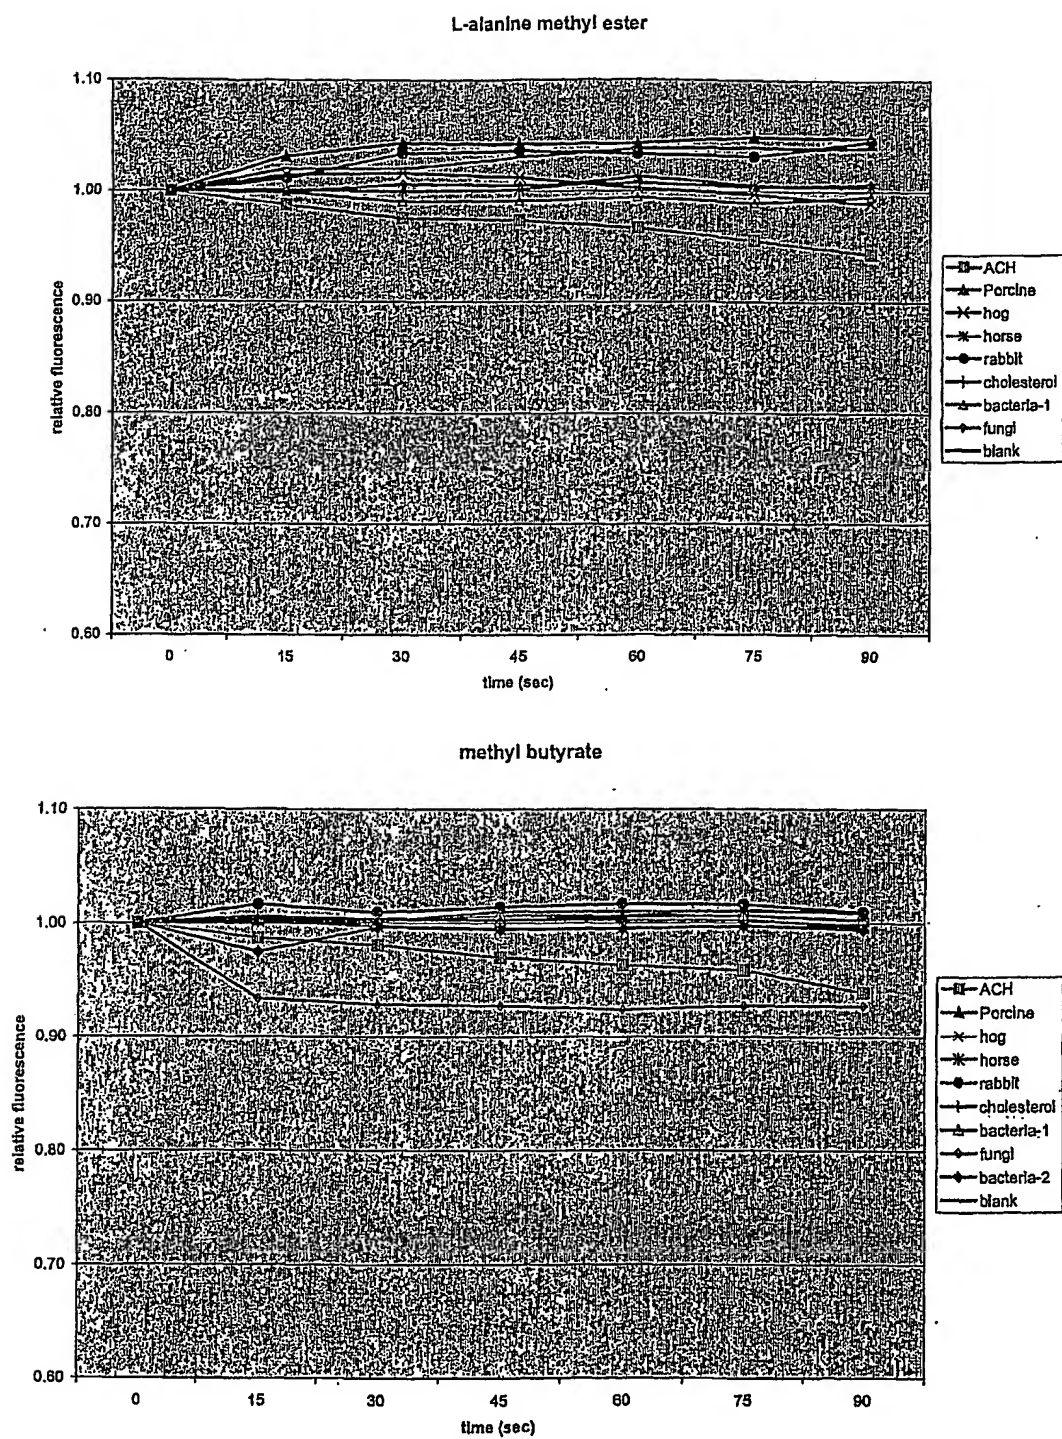 L-alanine methyl ester
1.10
1.00
0.90
0.80
0.70
0.60
relative fluorescence
0 15 30 45 60 75 90
time (sec)
ACH
Porcine
hog
horse
rabbit
cholesterol
bacteria-1
fungi
blank
methyl butyrate
1.10
1.00
0.90
0.80
0.70
0.60
relative fluorescence
0 15 30 45 60 75 90
time (sec)
ACH
Porcine
hog
horse
rabbit
cholesterol
bacteria-1
fungi
bacteria-2
blank